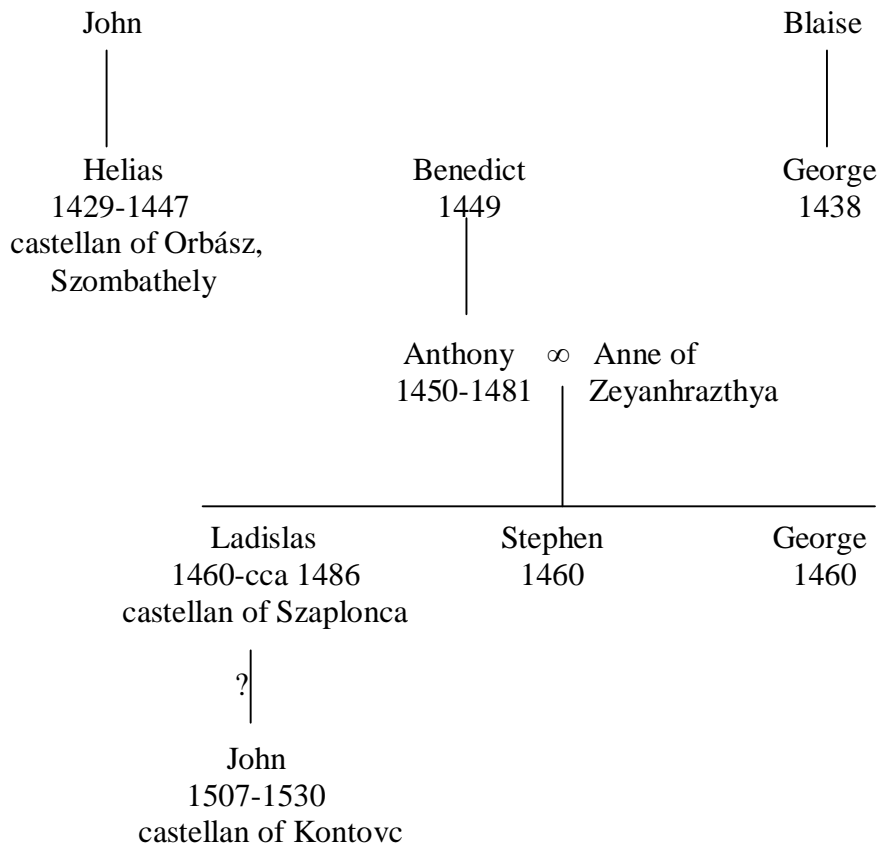 John
Blaise
Helias
1429-1447
castellan of Orbász,
Szombathely
Benedict
1449
George
1438
Anthony ∞ Anne of
1450-1481 Zeyanhrazthya
Ladislas
1460-cca 1486
castellan of Szaplonca
Stephen
1460
George
1460
?
John
1507-1530
castellan of Kontovc